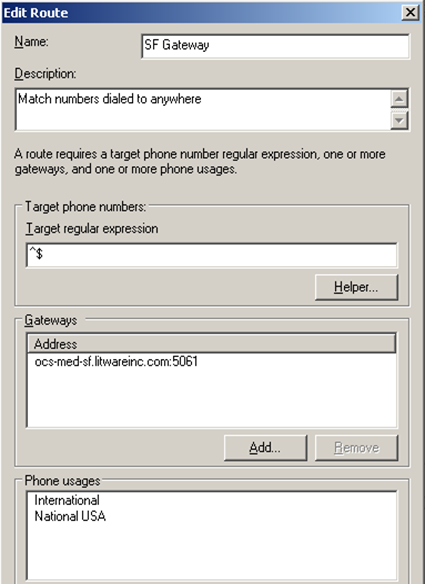 Edit Route
Name:
SF Gateway
Description:
Match numbers dialed to anywhere
A route requires a target phone number regular expression, one or more
gateways, and one or more phone usages.
Target phone numbers:
Target regular expression
^$
Helper...
Gateways
Address
ocs-med-sf.litwareinc.com:5061
Add...
Remove
Phone usages
International
National USA